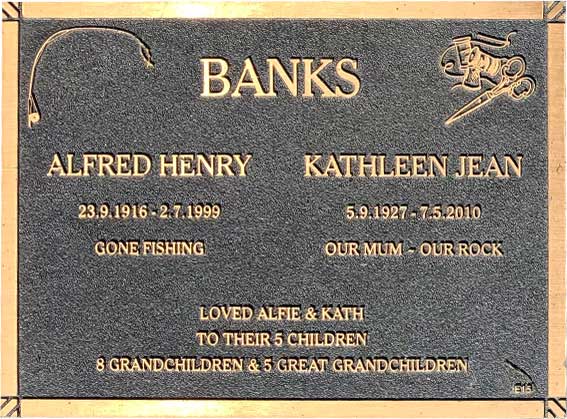 BANKS
ALFRED HENRY
23.9.1916 - 2.7.1999
GONE FISHING
KATHLEEN JEAN
5.9.1927 - 7.5.2010
OUR MUM ~ OUR ROCK
LOVED ALFIE & KATH
TO THEIR 5 CHILDREN
8 GRANDCHILDREN & 5 GREAT GRANDCHILDREN
E15